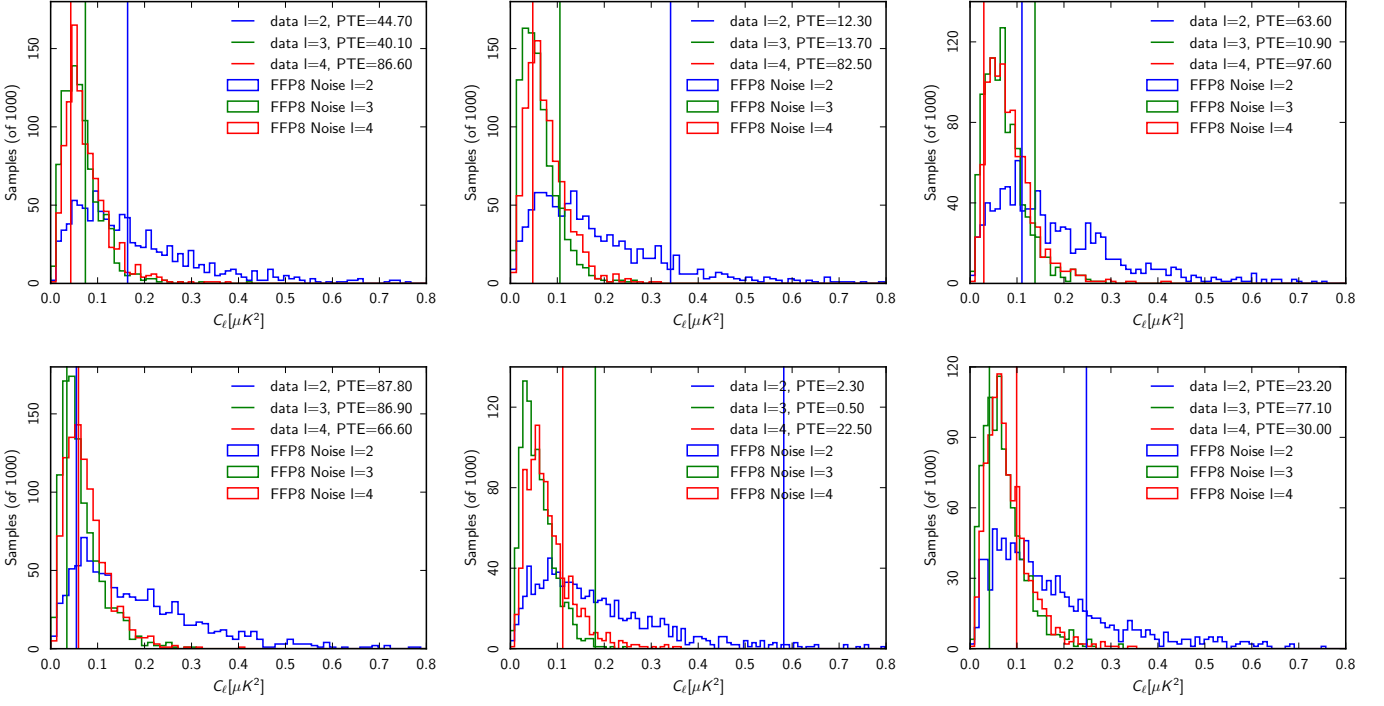 Samples (of 1000)
150
100
50
0
data l=2, PTE=44.70
data l=3, PTE=40.10
data l=4, PTE=86.60
FFP8 Noise l=2
FFP8 Noise l=3
FFP8 Noise l=4
0.0 0.1 0.2 0.3 0.4 0.5 0.6 0.7 0.8
Cℓ[μK²]
Samples (of 1000)
150
100
50
0
data l=2, PTE=12.30
data l=3, PTE=13.70
data l=4, PTE=82.50
FFP8 Noise l=2
FFP8 Noise l=3
FFP8 Noise l=4
0.0 0.1 0.2 0.3 0.4 0.5 0.6 0.7 0.8
Cℓ[μK²]
Samples (of 1000)
120
80
40
0
data l=2, PTE=63.60
data l=3, PTE=10.90
data l=4, PTE=97.60
FFP8 Noise l=2
FFP8 Noise l=3
FFP8 Noise l=4
0.0 0.1 0.2 0.3 0.4 0.5 0.6 0.7 0.8
Cℓ[μK²]
Samples (of 1000)
150
100
50
0
data l=2, PTE=87.80
data l=3, PTE=86.90
data l=4, PTE=66.60
FFP8 Noise l=2
FFP8 Noise l=3
FFP8 Noise l=4
0.0 0.1 0.2 0.3 0.4 0.5 0.6 0.7 0.8
Cℓ[μK²]
Samples (of 1000)
120
80
40
0
data l=2, PTE=2.30
data l=3, PTE=0.50
data l=4, PTE=22.50
FFP8 Noise l=2
FFP8 Noise l=3
FFP8 Noise l=4
0.0 0.1 0.2 0.3 0.4 0.5 0.6 0.7 0.8
Cℓ[μK²]
Samples (of 1000)
120
90
60
30
0
data l=2, PTE=23.20
data l=3, PTE=77.10
data l=4, PTE=30.00
FFP8 Noise l=2
FFP8 Noise l=3
FFP8 Noise l=4
0.0 0.1 0.2 0.3 0.4 0.5 0.6 0.7 0.8
Cℓ[μK²]